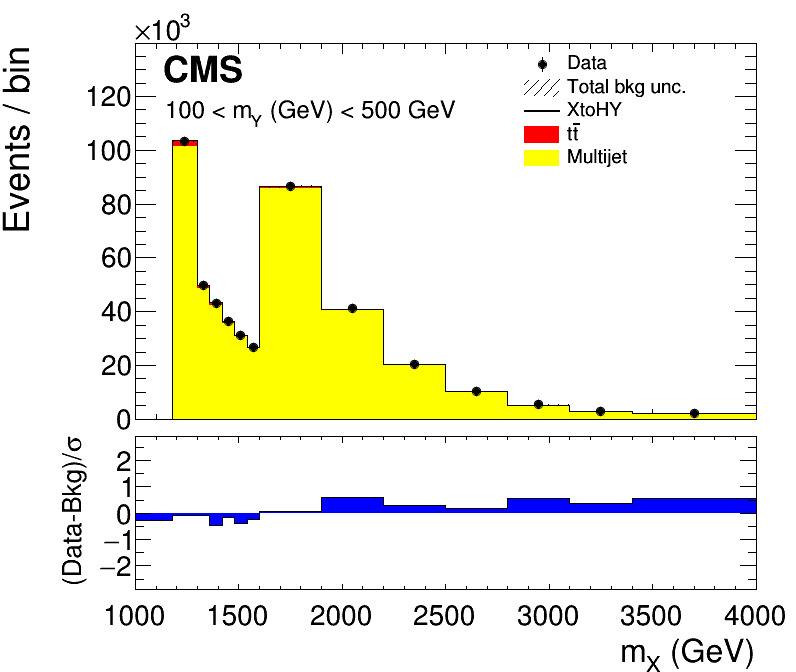 ×10³
CMS
100 < m_Y (GeV) < 500 GeV
Data
Total bkg unc.
XtoHY
tt̄
Multijet
Events / bin
120
100
80
60
40
20
0
(Data-Bkg)/σ
2
1
0
−1
−2
1000 1500 2000 2500 3000 3500 4000
m_X (GeV)